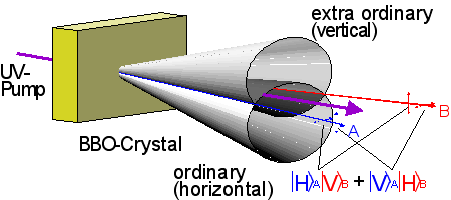 extra ordinary
(vertical)
UV-
Pump
B
A
BBO-Crystal
ordinary
(horizontal)
|H⟩A|V⟩B + |V⟩A|H⟩B